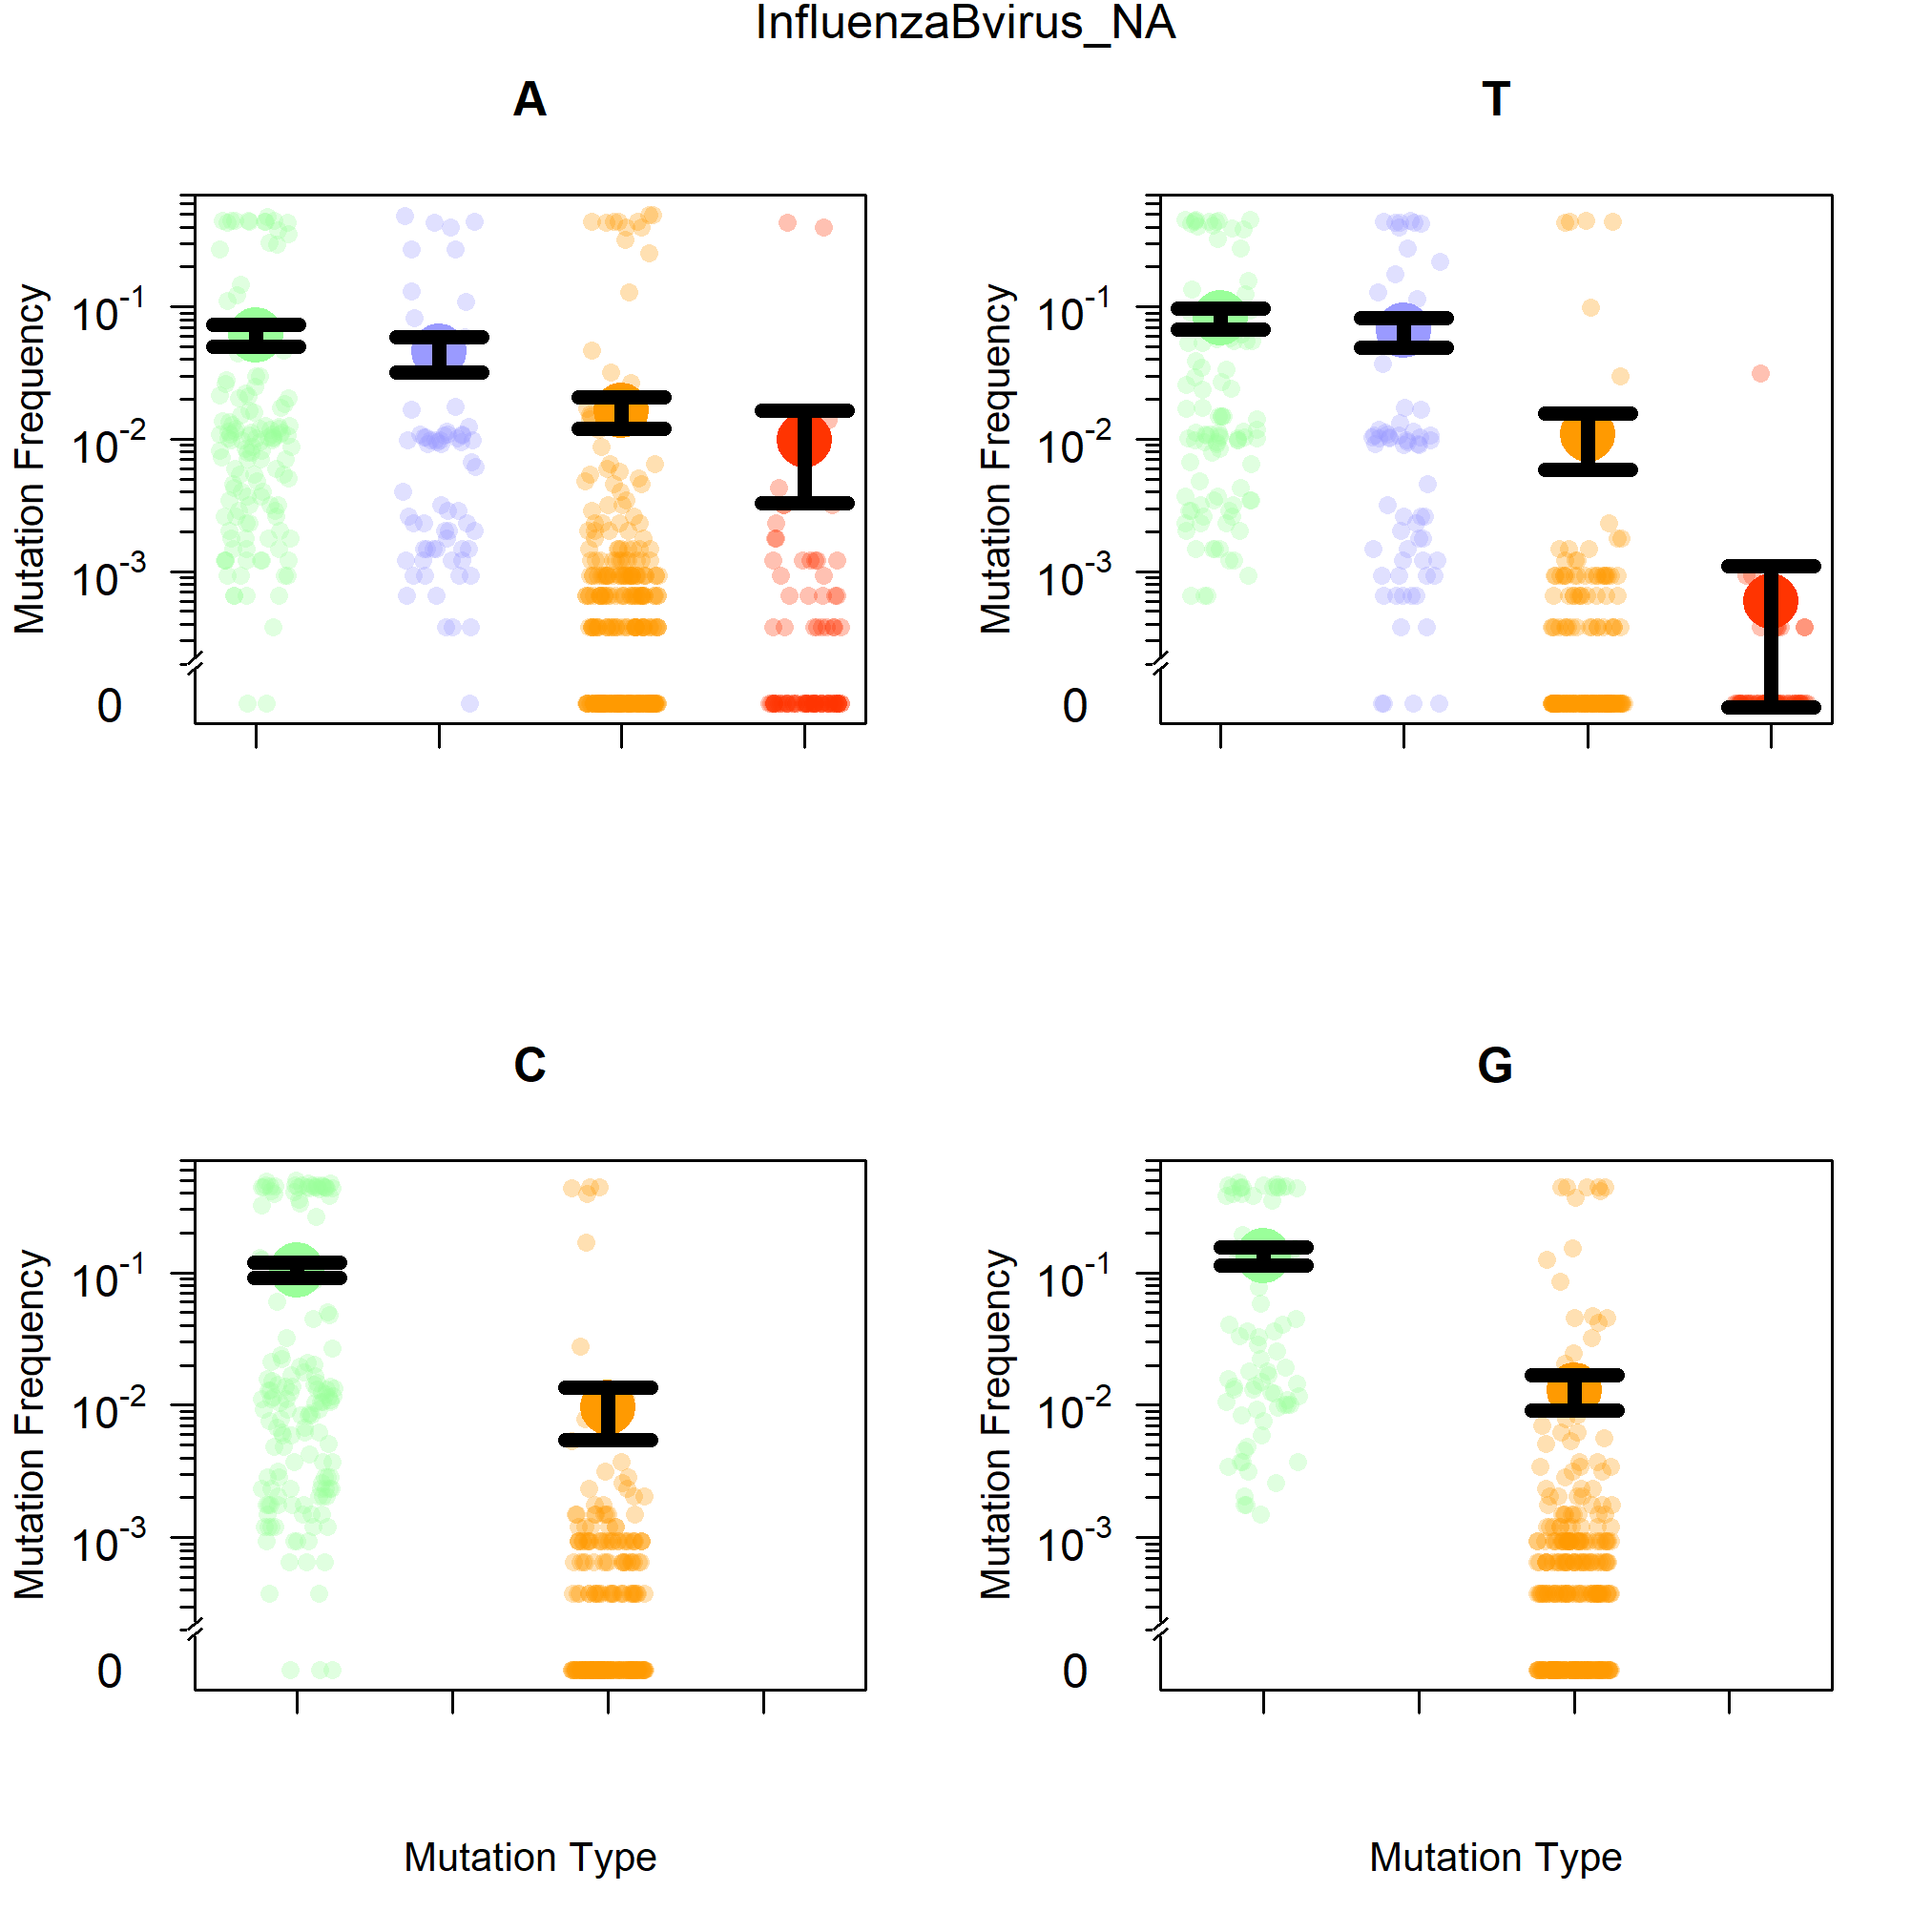 InfluenzaBvirus_NA
A
Mutation Frequency
10-1
10-2
10-3
0
T
Mutation Frequency
10-1
10-2
10-3
0
C
Mutation Frequency
10-1
10-2
10-3
0
Mutation Type
G
Mutation Frequency
10-1
10-2
10-3
0
Mutation Type